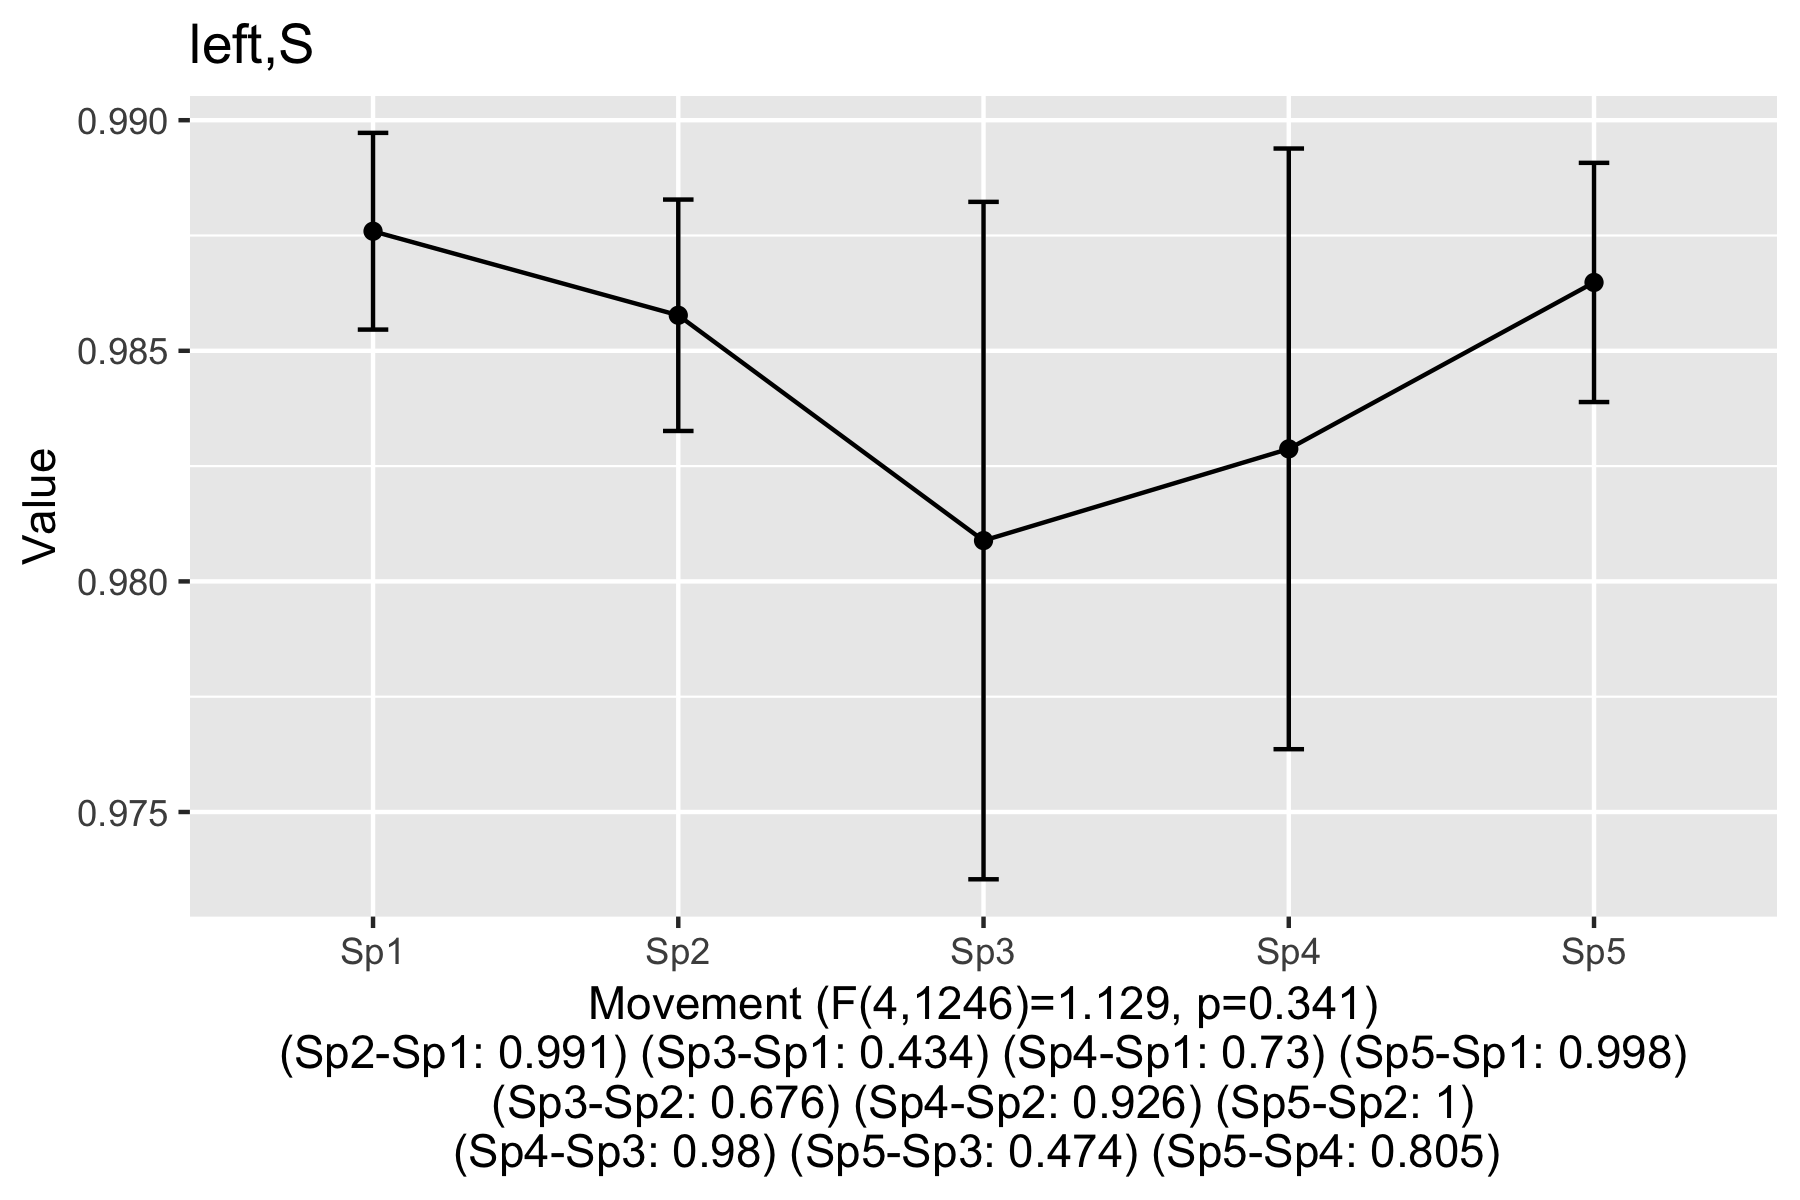 left,S
0.990
0.985
0.980
0.975
Value
Sp1 Sp2 Sp3 Sp4 Sp5
Movement (F(4,1246)=1.129, p=0.341)
(Sp2-Sp1: 0.991) (Sp3-Sp1: 0.434) (Sp4-Sp1: 0.73) (Sp5-Sp1: 0.998)
(Sp3-Sp2: 0.676) (Sp4-Sp2: 0.926) (Sp5-Sp2: 1)
(Sp4-Sp3: 0.98) (Sp5-Sp3: 0.474) (Sp5-Sp4: 0.805)